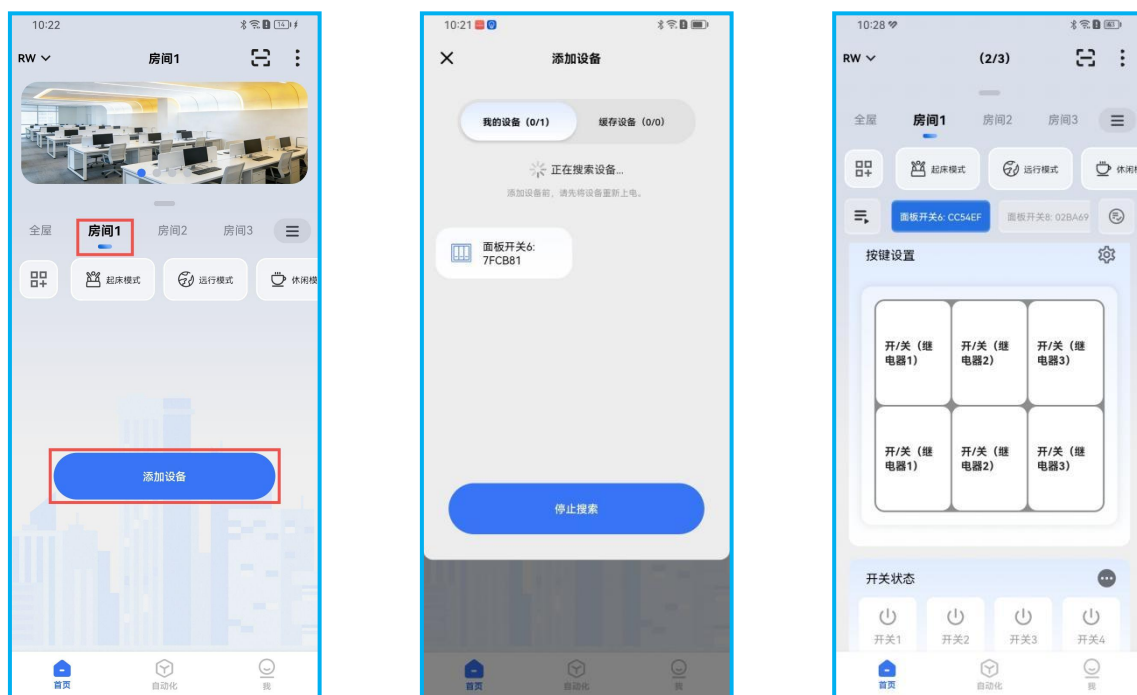 10:22
RW
房间1
全屋
房间1
房间2
房间3
起床模式
运行模式
休闲模
添加设备
首页
自动化
我
10:21
添加设备
我的设备（0/1）
缓存设备（0/0）
正在搜索设备...
添加设备前，请先将设备重新上电。
面板开关6:
7FCB81
停止搜索
首页
自动化
我
10:28
RW
(2/3)
全屋
房间1
房间2
房间3
起床模式
运行模式
休闲
面板开关6: CC54EF
面板开关8: 02BA69
按键设置
开/关（继
电器1）
开/关（继
电器2）
开/关（继
电器3）
开/关（继
电器1）
开/关（继
电器2）
开/关（继
电器3）
开关状态
开关1
开关2
开关3
开关4
首页
自动化
我